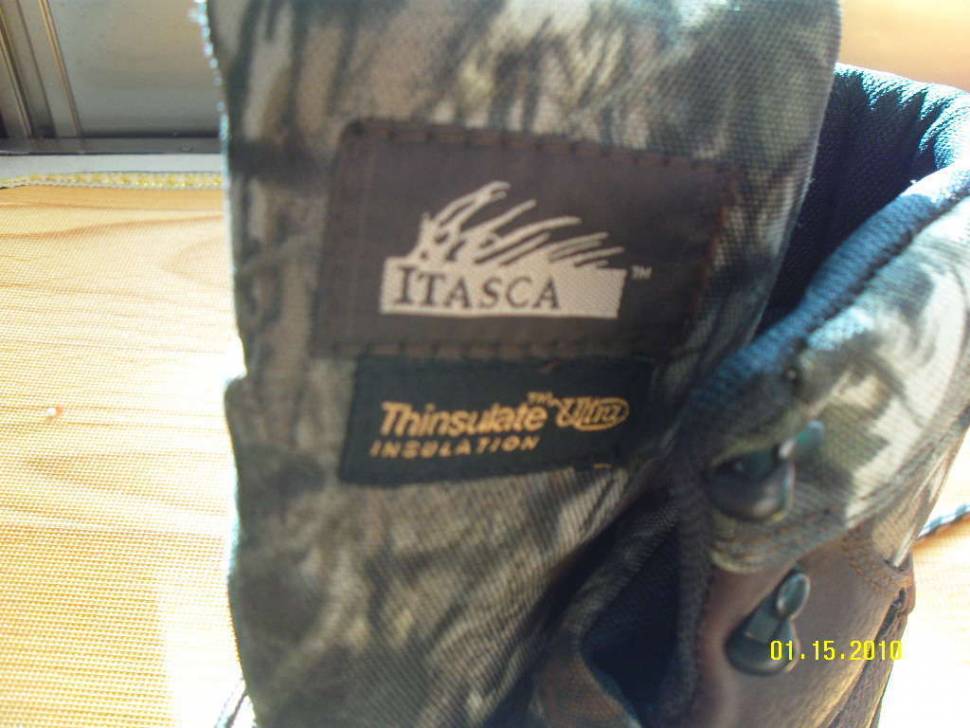 ITASCA™
Thinsulate™ Ultra
INSULATION
01.15.2010